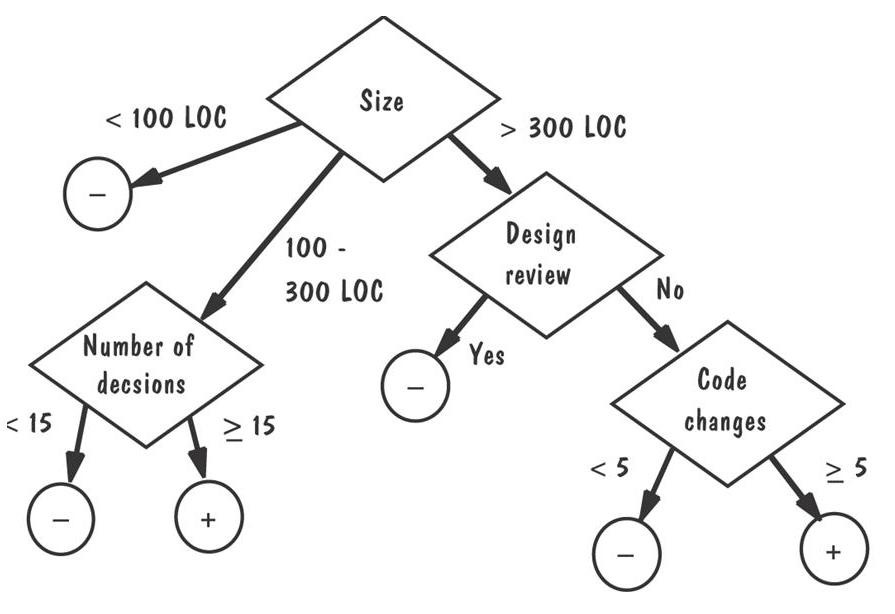 Size
< 100 LOC
> 300 LOC
–
100 -
300 LOC
Design
review
No
Yes
–
Number of
decsions
< 15
≥ 15
–
+
Code
changes
< 5
≥ 5
–
+